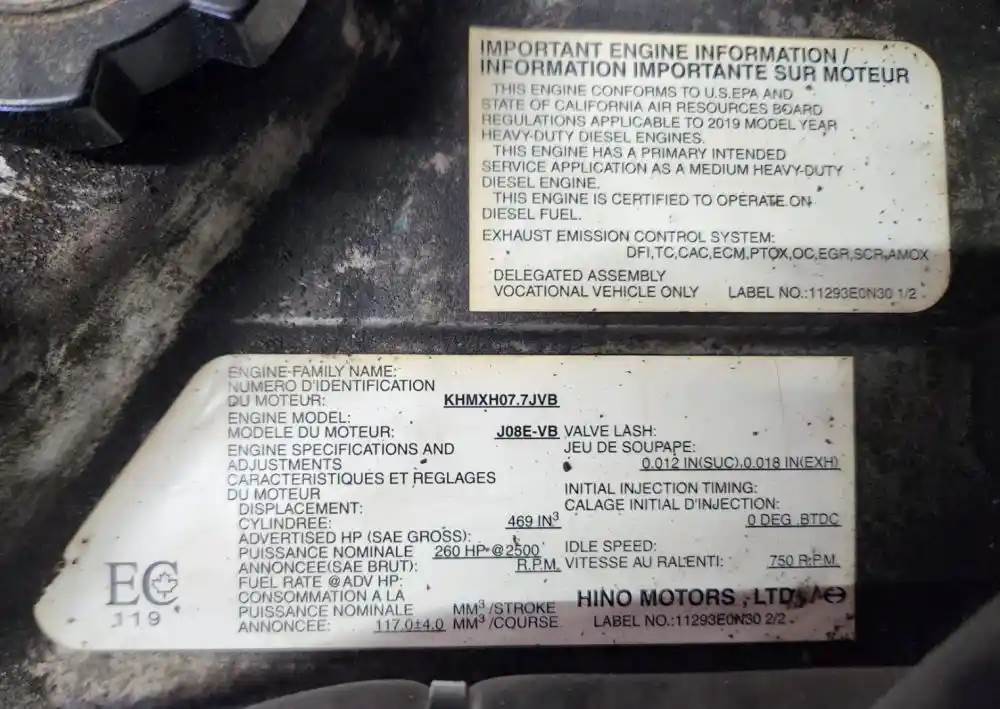 IMPORTANT ENGINE INFORMATION /
INFORMATION IMPORTANTE SUR MOTEUR
THIS ENGINE CONFORMS TO U.S.EPA AND
STATE OF CALIFORNIA AIR RESOURCES BOARD
REGULATIONS APPLICABLE TO 2019 MODEL YEAR
HEAVY-DUTY DIESEL ENGINES.
THIS ENGINE HAS A PRIMARY INTENDED
SERVICE APPLICATION AS A MEDIUM HEAVY-DUTY
DIESEL ENGINE.
THIS ENGINE IS CERTIFIED TO OPERATE ON
DIESEL FUEL.
EXHAUST EMISSION CONTROL SYSTEM:
DFI,TC,CAC,ECM,PTOX,OC,EGR,SCR,AMOX
DELEGATED ASSEMBLY
VOCATIONAL VEHICLE ONLY LABEL NO.:11293E0N30 1/2
ENGINE FAMILY NAME:
NUMERO D'IDENTIFICATION
DU MOTEUR: KHMXH07.7JVB
ENGINE MODEL:
MODELE DU MOTEUR: J08E-VB
ENGINE SPECIFICATIONS AND
ADJUSTMENTS
CARACTERISTIQUES ET REGLAGES
DU MOTEUR
DISPLACEMENT:
CYLINDREE: 469 IN³
ADVERTISED HP (SAE GROSS):
PUISSANCE NOMINALE 260 HP @2500
ANNONCEE(SAE BRUT): R.P.M.
FUEL RATE @ADV HP:
CONSOMMATION A LA
PUISSANCE NOMINALE MM³/STROKE
ANNONCEE: 117.0±4.0 MM³/COURSE
VALVE LASH:
JEU DE SOUPAPE:
0.012 IN(SUC),0.018 IN(EXH)
INITIAL INJECTION TIMING:
CALAGE INITIAL D'INJECTION:
0 DEG .BTDC
IDLE SPEED:
VITESSE AU RALENTI: 750 R.P.M.
HINO MOTORS ,LTD.
LABEL NO.:11293E0N30 2/2
EC
119